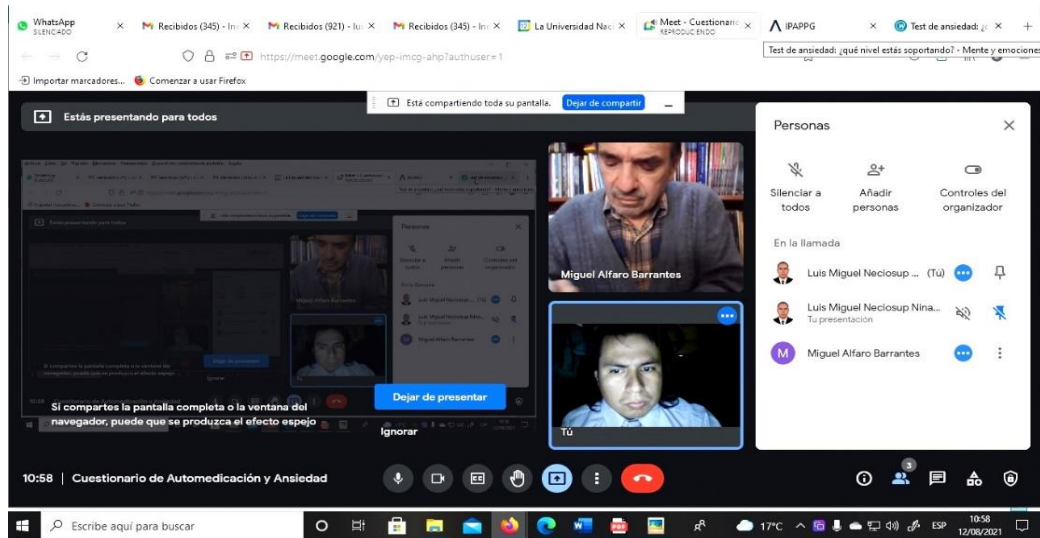 WhatsApp
SILENCIADO
Recibidos (345) - In
Recibidos (921) - lu
Recibidos (345) - In
La Universidad Naci
Meet - Cuestionario
REPRODUCIENDO
IPAPPG
Test de ansiedad: ¿c
Test de ansiedad: ¿qué nivel estás soportando? - Mente y emociones
https://meet.google.com/yep-imcg-ahp?authuser=1
Importar marcadores...
Comenzar a usar Firefox
Está compartiendo toda su pantalla.
Dejar de compartir
Estás presentando para todos
Personas
Silenciar a todos
Añadir personas
Controles del organizador
En la llamada
Luis Miguel Neciosup ... (Tú)
Luis Miguel Neciosup Nina...
Tu presentación
M
Miguel Alfaro Barrantes
Miguel Alfaro Barrantes
Tú
Si compartes la pantalla completa o la ventana del
navegador, puede que se produzca el efecto espejo
Dejar de presentar
Ignorar
10:58 | Cuestionario de Automedicación y Ansiedad
3
Escribe aquí para buscar
17°C
ESP
10:58
12/08/2021